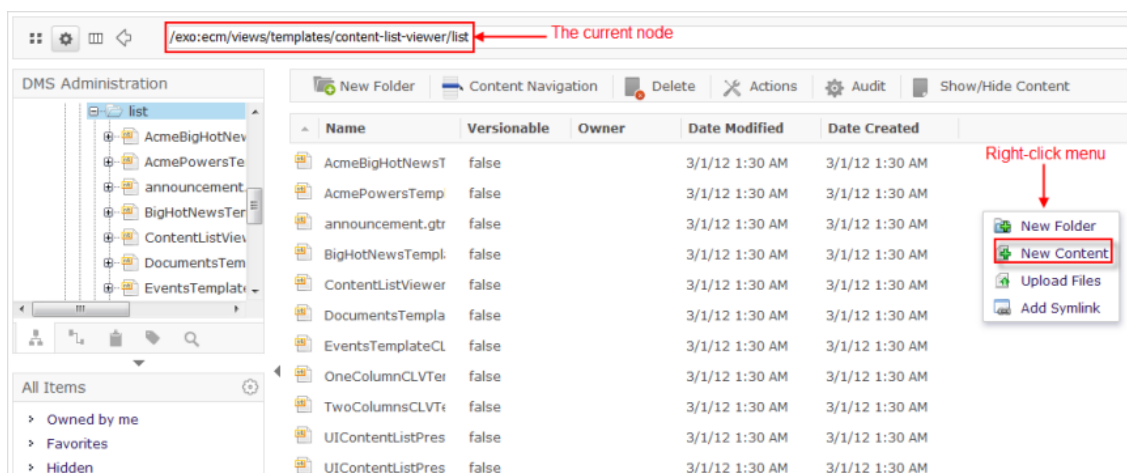 /exo:ecm/views/templates/content-list-viewer/list
The current node
DMS Administration
New Folder
Content Navigation
Delete
Actions
Audit
Show/Hide Content
list
AcmeBigHotNev
AcmePowersTe
announcement.
BigHotNewsTer
ContentListViev
DocumentsTem
EventsTemplat
Name Versionable Owner Date Modified Date Created
AcmeBigHotNewsT false 3/1/12 1:30 AM 3/1/12 1:30 AM
AcmePowersTempl false 3/1/12 1:30 AM 3/1/12 1:30 AM
announcement.gtr false 3/1/12 1:30 AM 3/1/12 1:30 AM
BigHotNewsTempl false 3/1/12 1:30 AM 3/1/12 1:30 AM
ContentListViewer false 3/1/12 1:30 AM 3/1/12 1:30 AM
DocumentsTempla false 3/1/12 1:30 AM 3/1/12 1:30 AM
EventsTemplateCL false 3/1/12 1:30 AM 3/1/12 1:30 AM
OneColumnCLVTer false 3/1/12 1:30 AM 3/1/12 1:30 AM
TwoColumnsCLVT false 3/1/12 1:30 AM 3/1/12 1:30 AM
UIContentListPres false 3/1/12 1:30 AM 3/1/12 1:30 AM
UIContentListPres false 3/1/12 1:30 AM 3/1/12 1:30 AM
Right-click menu
New Folder
New Content
Upload Files
Add Symlink
All Items
Owned by me
Favorites
Hidden